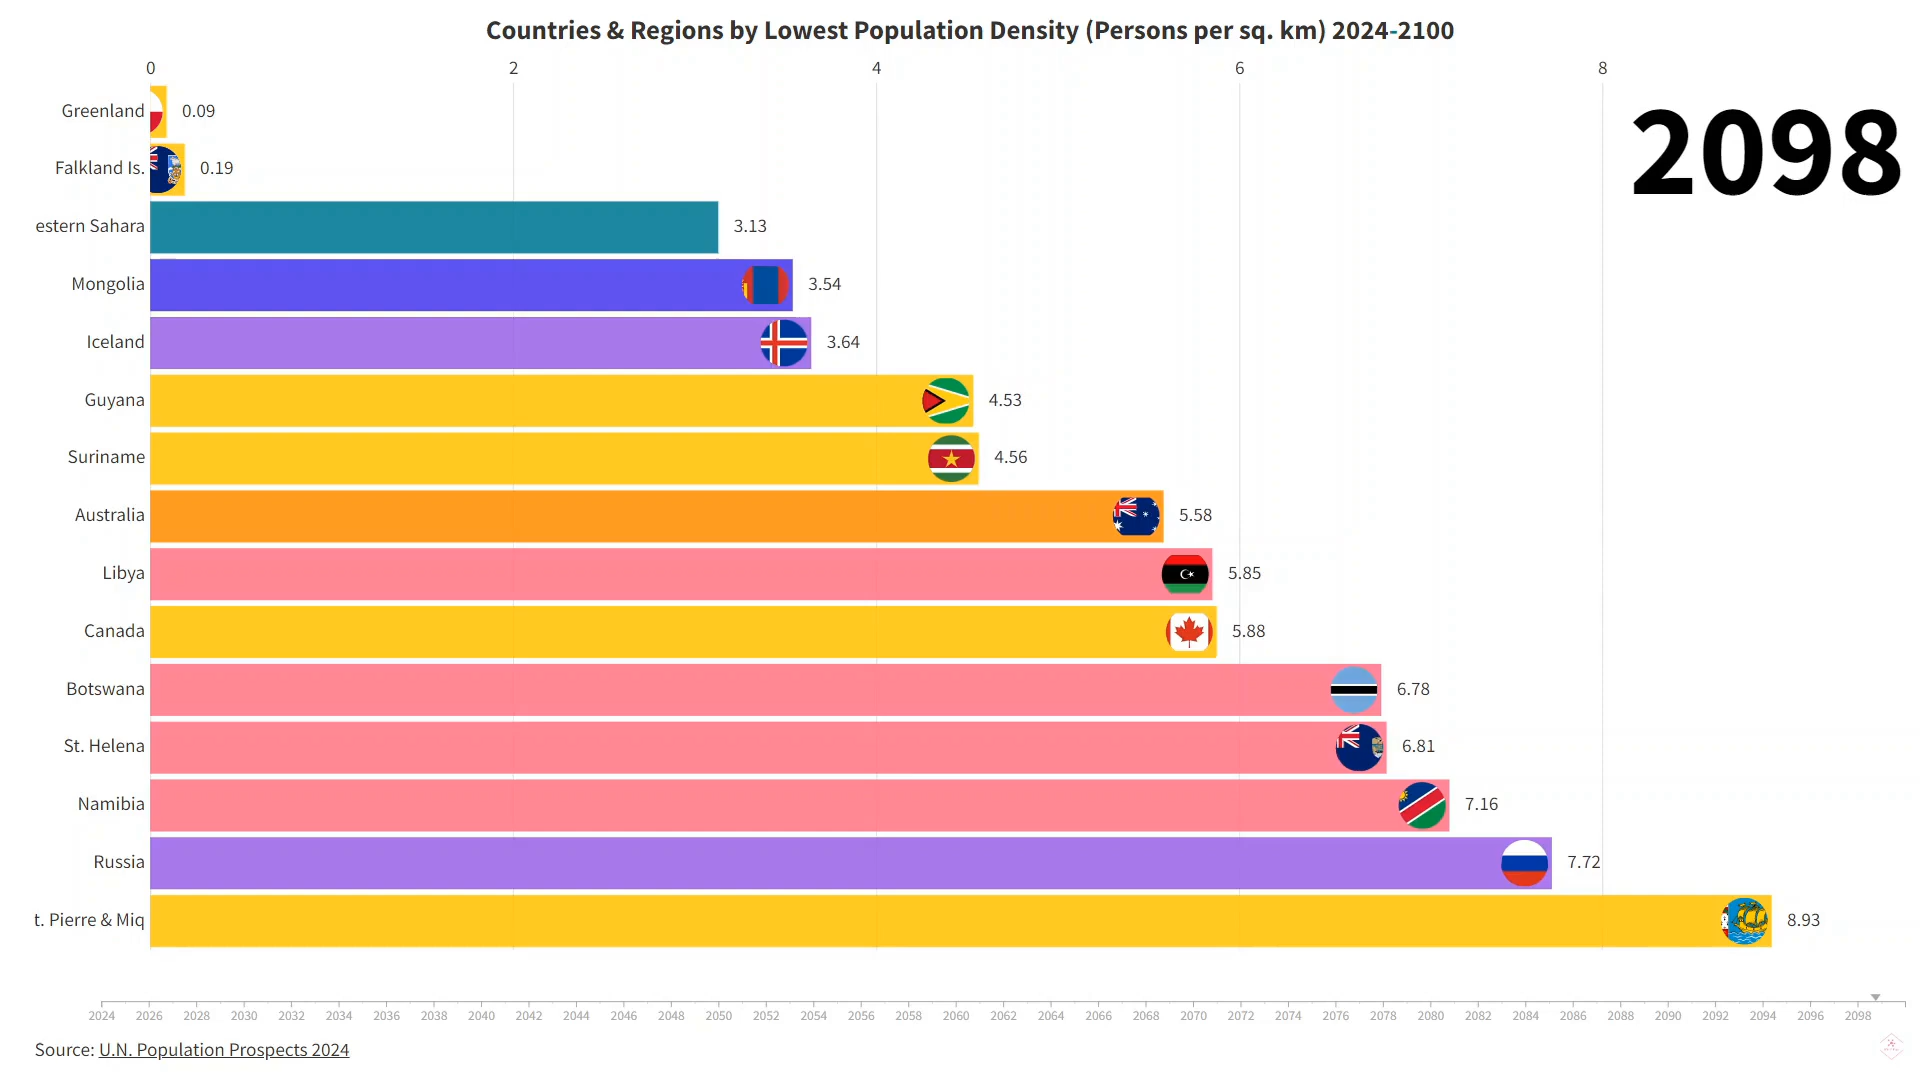 Countries & Regions by Lowest Population Density (Persons per sq. km) 2024-2100
0 2 4 6 8
2098
Greenland 0.09
Falkland Is. 0.19
estern Sahara 3.13
Mongolia 3.54
Iceland 3.64
Guyana 4.53
Suriname 4.56
Australia 5.58
Libya 5.85
Canada 5.88
Botswana 6.78
St. Helena 6.81
Namibia 7.16
Russia 7.72
t. Pierre & Miq 8.93
2024 2026 2028 2030 2032 2034 2036 2038 2040 2042 2044 2046 2048 2050 2052 2054 2056 2058 2060 2062 2064 2066 2068 2070 2072 2074 2076 2078 2080 2082 2084 2086 2088 2090 2092 2094 2096 2098
Source: U.N. Population Prospects 2024